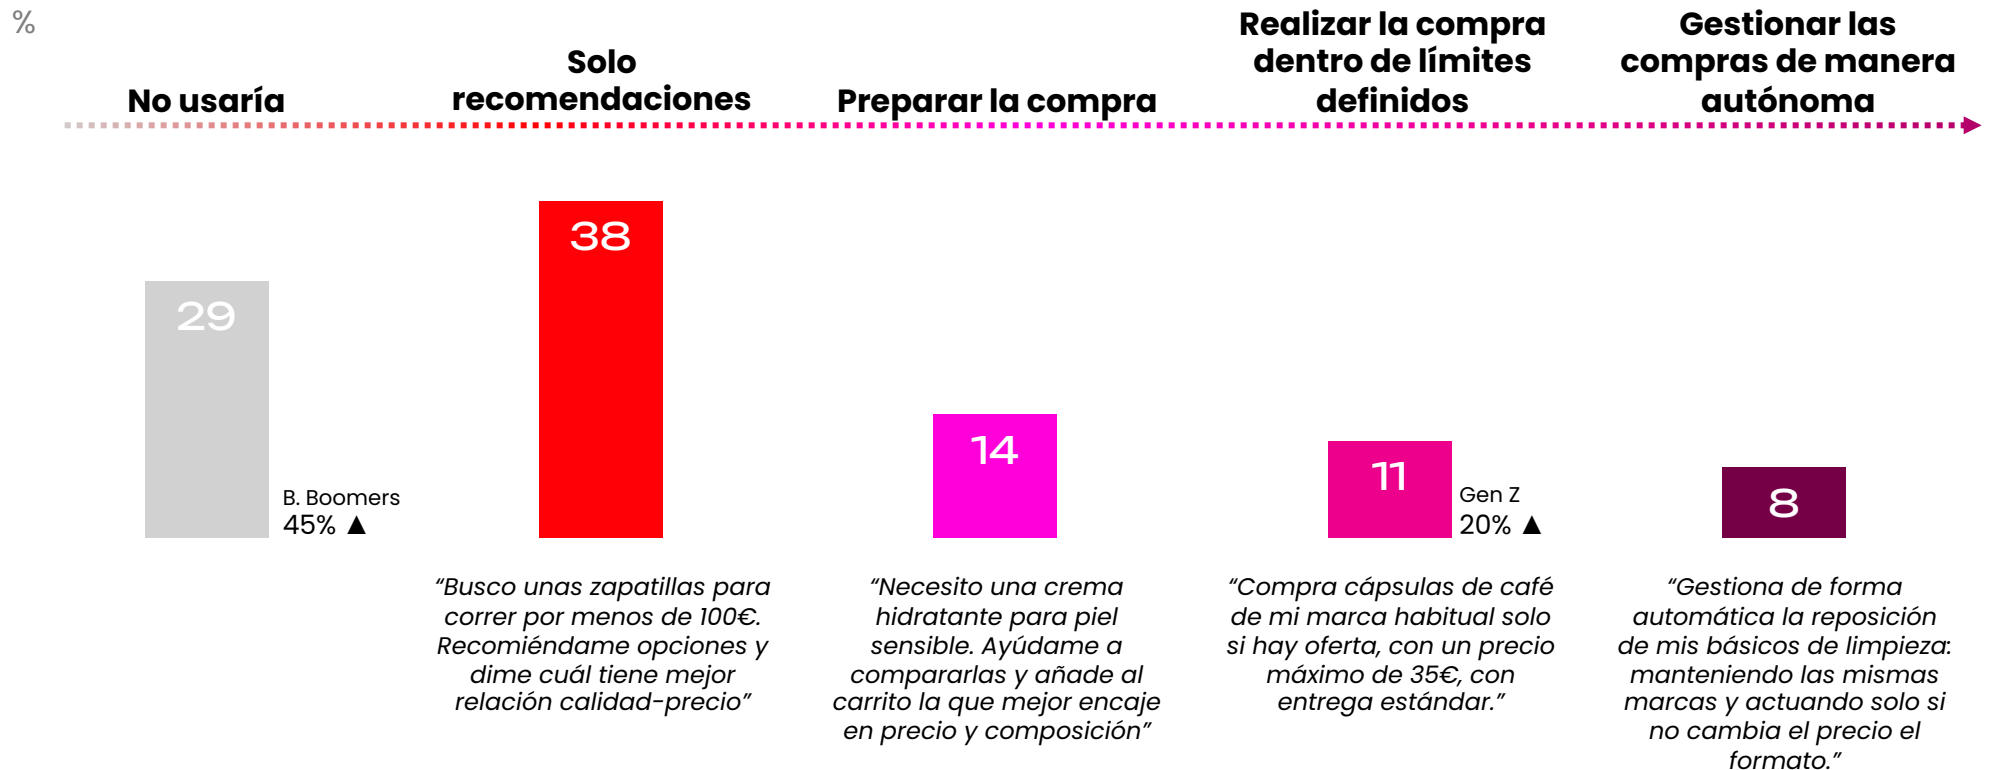 %
No usaría
Solo
recomendaciones
Preparar la compra
Realizar la compra
dentro de límites
definidos
Gestionar las
compras de manera
autónoma
29
B. Boomers
45% ▲
38
14
11
Gen Z
20% ▲
8
“Busco unas zapatillas para
correr por menos de 100€.
Recomiéndame opciones y
dime cuál tiene mejor
relación calidad-precio”
“Necesito una crema
hidratante para piel
sensible. Ayúdame a
compararlas y añade al
carrito la que mejor encaje
en precio y composición”
“Compra cápsulas de café
de mi marca habitual solo
si hay oferta, con un precio
máximo de 35€, con
entrega estándar.”
“Gestiona de forma
automática la reposición
de mis básicos de limpieza:
manteniendo las mismas
marcas y actuando solo si
no cambia el precio el
formato.”